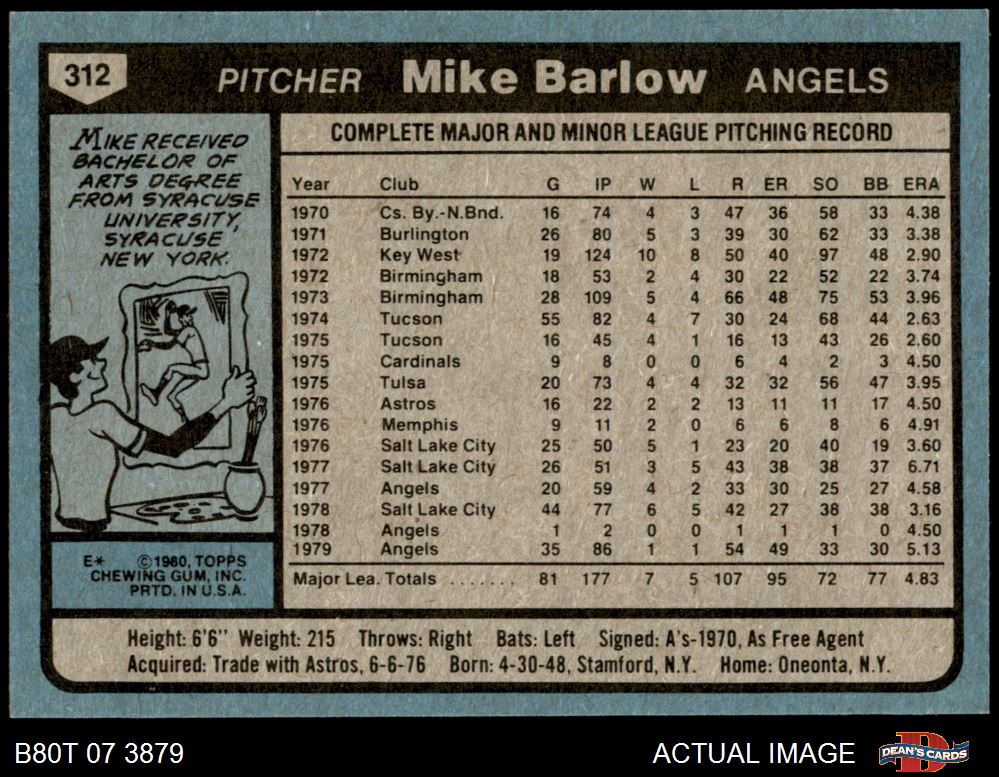 312 PITCHER Mike Barlow ANGELS
MIKE RECEIVED
BACHELOR OF
ARTS DEGREE
FROM SYRACUSE
UNIVERSITY,
SYRACUSE
NEW YORK.
E* ©1980, TOPPS
CHEWING GUM, INC.
PRTD. IN U.S.A.
COMPLETE MAJOR AND MINOR LEAGUE PITCHING RECORD
Year Club G IP W L R ER SO BB ERA
1970 Cs. By.-N.Bnd. 16 74 4 3 47 36 58 33 4.38
1971 Burlington 26 80 5 3 39 30 62 33 3.38
1972 Key West 19 124 10 8 50 40 97 48 2.90
1972 Birmingham 18 53 2 4 30 22 52 22 3.74
1973 Birmingham 28 109 5 4 66 48 75 53 3.96
1974 Tucson 55 82 4 7 30 24 68 44 2.63
1975 Tucson 16 45 4 1 16 13 43 26 2.60
1975 Cardinals 9 8 0 0 6 4 2 3 4.50
1975 Tulsa 20 73 4 4 32 32 56 47 3.95
1976 Astros 16 22 2 2 13 11 11 17 4.50
1976 Memphis 9 11 2 0 6 6 8 6 4.91
1976 Salt Lake City 25 50 5 1 23 20 40 19 3.60
1977 Salt Lake City 26 51 3 5 43 38 38 37 6.71
1977 Angels 20 59 4 2 33 30 25 27 4.58
1978 Salt Lake City 44 77 6 5 42 27 38 38 3.16
1978 Angels 1 2 0 0 1 1 1 0 4.50
1979 Angels 35 86 1 1 54 49 33 30 5.13
Major Lea. Totals ....... 81 177 7 5 107 95 72 77 4.83
Height: 6'6" Weight: 215 Throws: Right Bats: Left Signed: A's-1970, As Free Agent
Acquired: Trade with Astros, 6-6-76 Born: 4-30-48, Stamford, N.Y. Home: Oneonta, N.Y.
B80T 07 3879 ACTUAL IMAGE DEAN'S CARDS